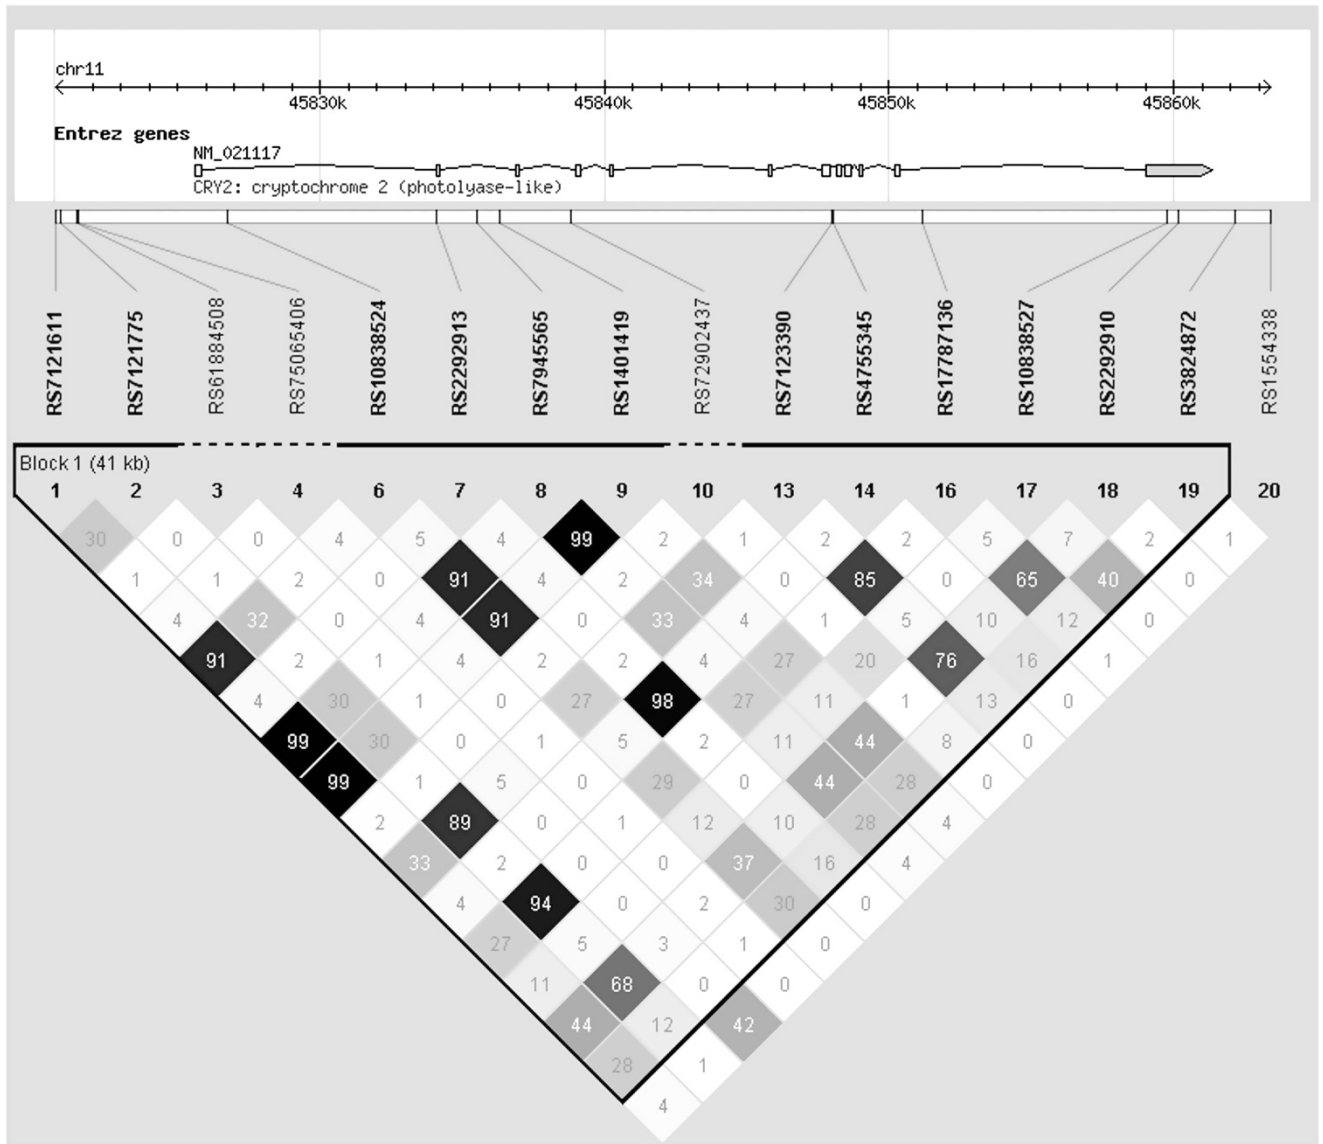 chr11
45830k 45840k 45850k 45860k
Entrez genes
NM_021117
CRY2: cryptochrome 2 (photolyase-like)
RS7121611
RS7121775
RS61884508
RS75065406
RS10838524
RS2292913
RS7945565
RS1401419
RS72902437
RS7123390
RS4755345
RS17787136
RS10838527
RS2292910
RS3824872
RS1554338
Block 1 (41 kb)
1 2 3 4 6 7 8 9 10 13 14 16 17 18 19 20
30 0 0 4 5 4 99 2 1 2 2 5 7 2 1
1 1 2 0 91 4 2 34 0 85 0 65 40 0
4 32 0 4 91 0 33 4 1 5 10 12 0
91 2 1 4 2 2 4 27 20 76 16 1
4 30 1 0 27 98 27 11 1 13 0
99 30 0 1 5 2 11 44 8 0
99 1 5 0 29 0 44 28 0
2 89 0 1 12 10 28 4
33 2 0 0 37 16 4
4 94 0 2 30 0
27 5 3 1 0
11 68 0 0
44 12 42
28 1
4